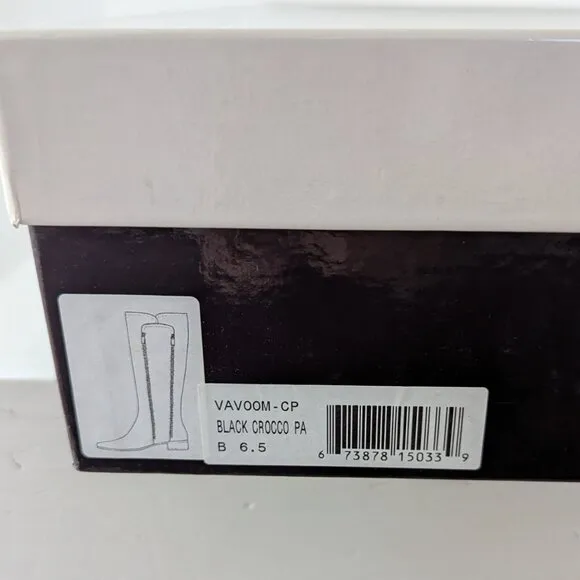 VAVOOM-CP
BLACK CROCCO PA
B 6.5
6 73878 15033 9